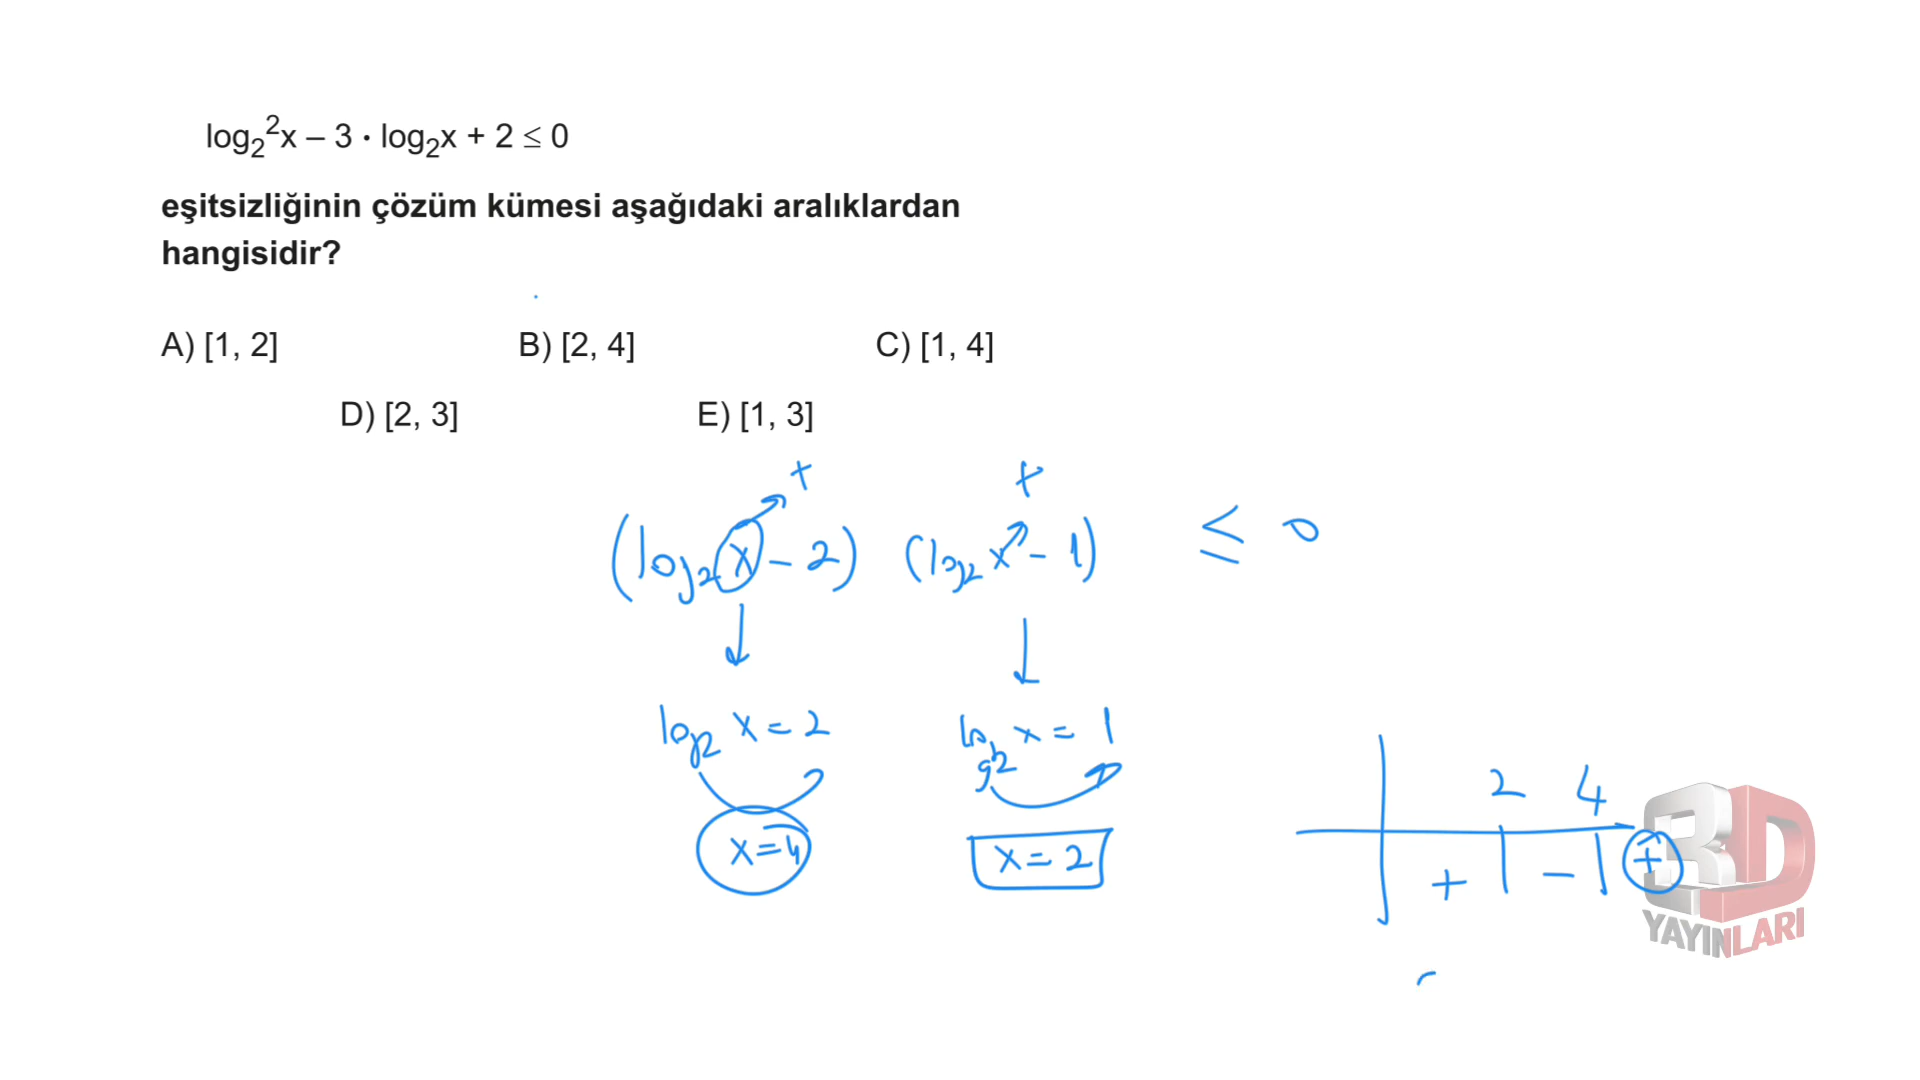 log₂²x – 3 · log₂x + 2 ≤ 0
eşitsizliğinin çözüm kümesi aşağıdaki aralıklardan
hangisidir?
A) [1, 2] B) [2, 4] C) [1, 4]
D) [2, 3] E) [1, 3]
+ +
(log₂x – 2) (log₂x – 1) ≤ 0
log₂x = 2 log₂x = 1
x = 4 x = 2
2 4
+ – +
3D
YAYINLARI